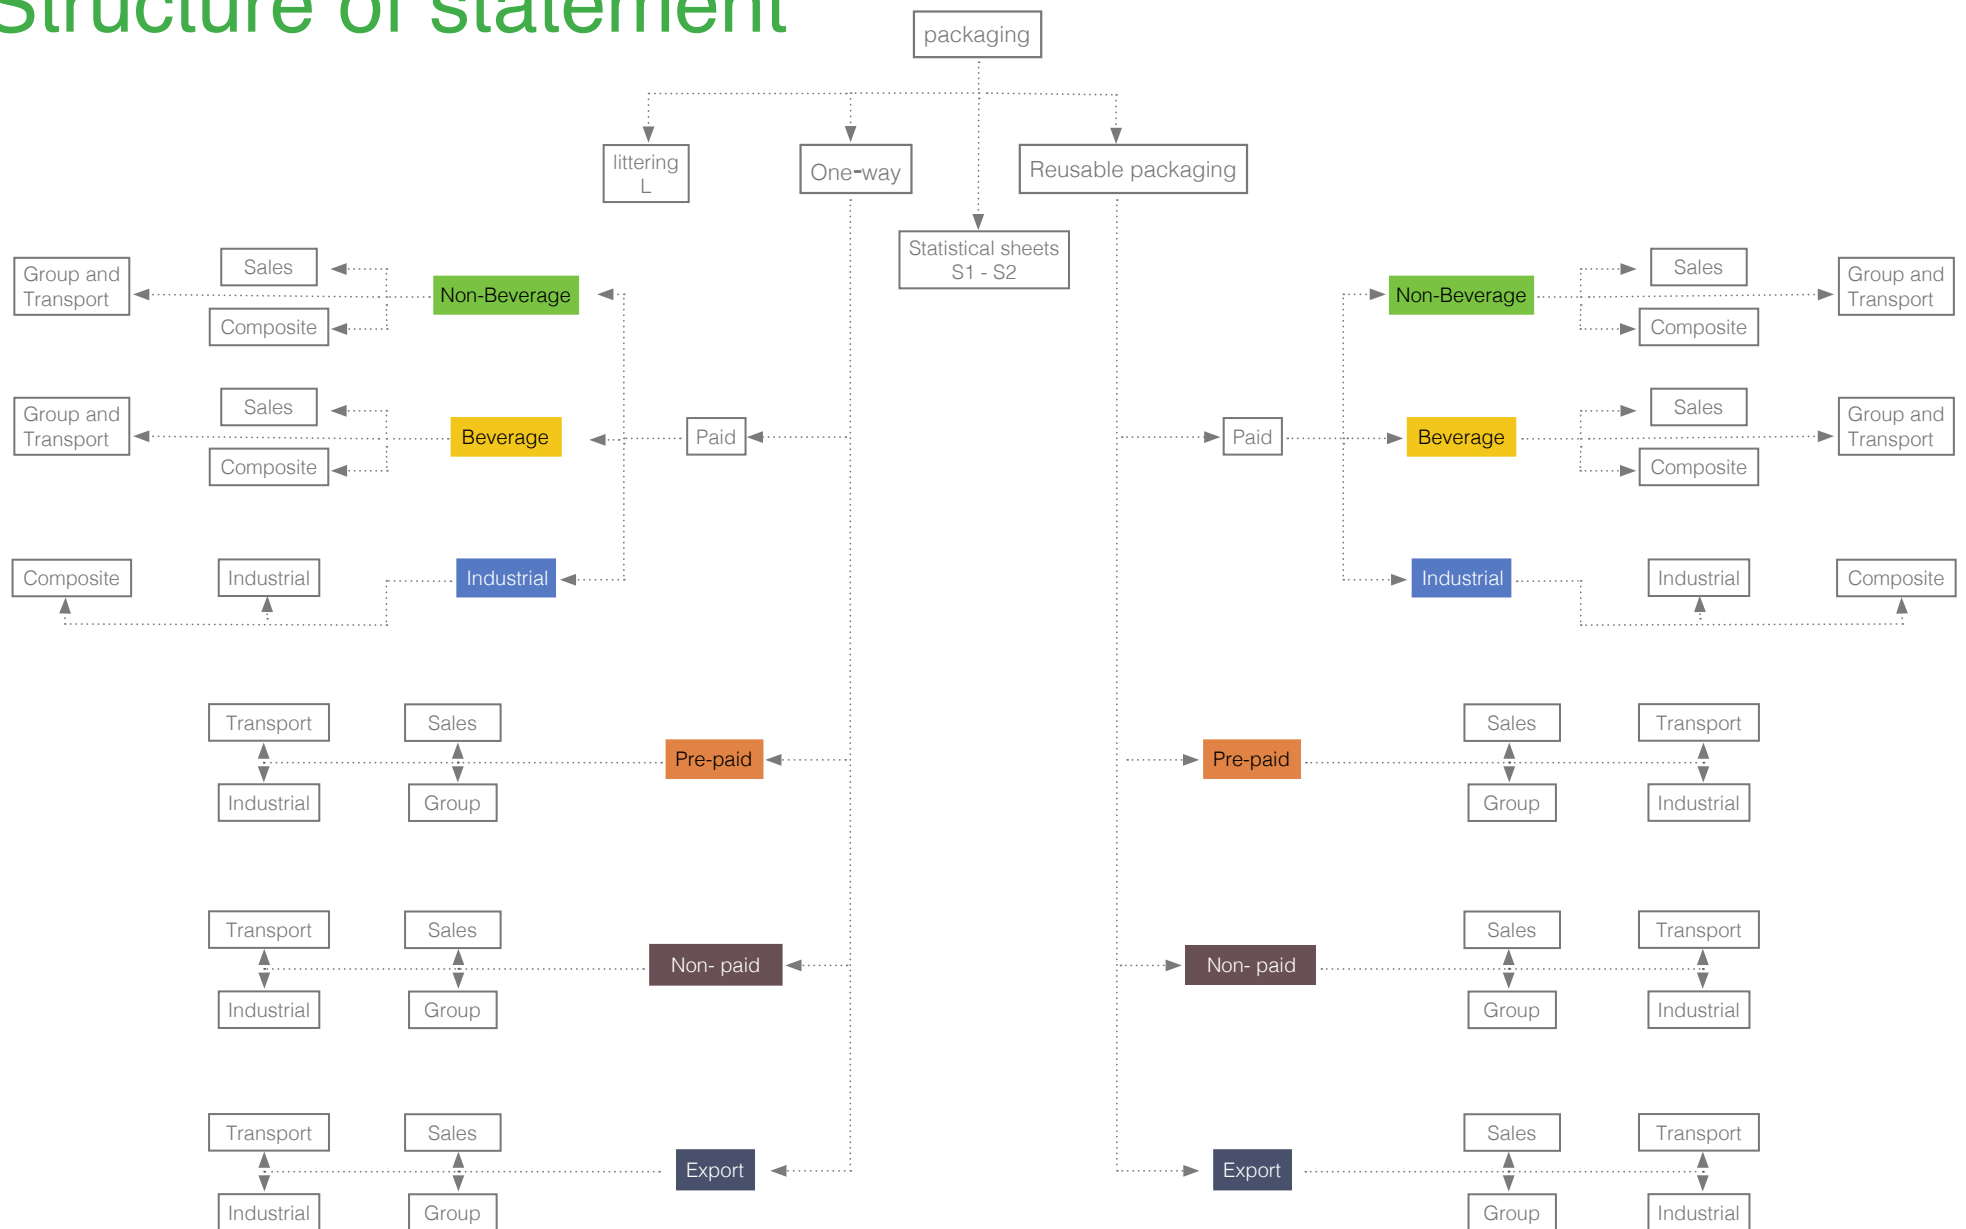 Structure of statement
packaging
littering
L
One-way
Reusable packaging
Statistical sheets
S1 - S2
Group and
Transport
Sales
Composite
Non-Beverage
Non-Beverage
Sales
Composite
Group and
Transport
Group and
Transport
Sales
Composite
Beverage
Paid
Paid
Beverage
Sales
Composite
Group and
Transport
Composite
Industrial
Industrial
Industrial
Industrial
Composite
Transport
Sales
Industrial
Group
Pre-paid
Pre-paid
Sales
Transport
Group
Industrial
Transport
Sales
Industrial
Group
Non- paid
Non- paid
Sales
Transport
Group
Industrial
Transport
Sales
Industrial
Group
Export
Export
Sales
Transport
Group
Industrial